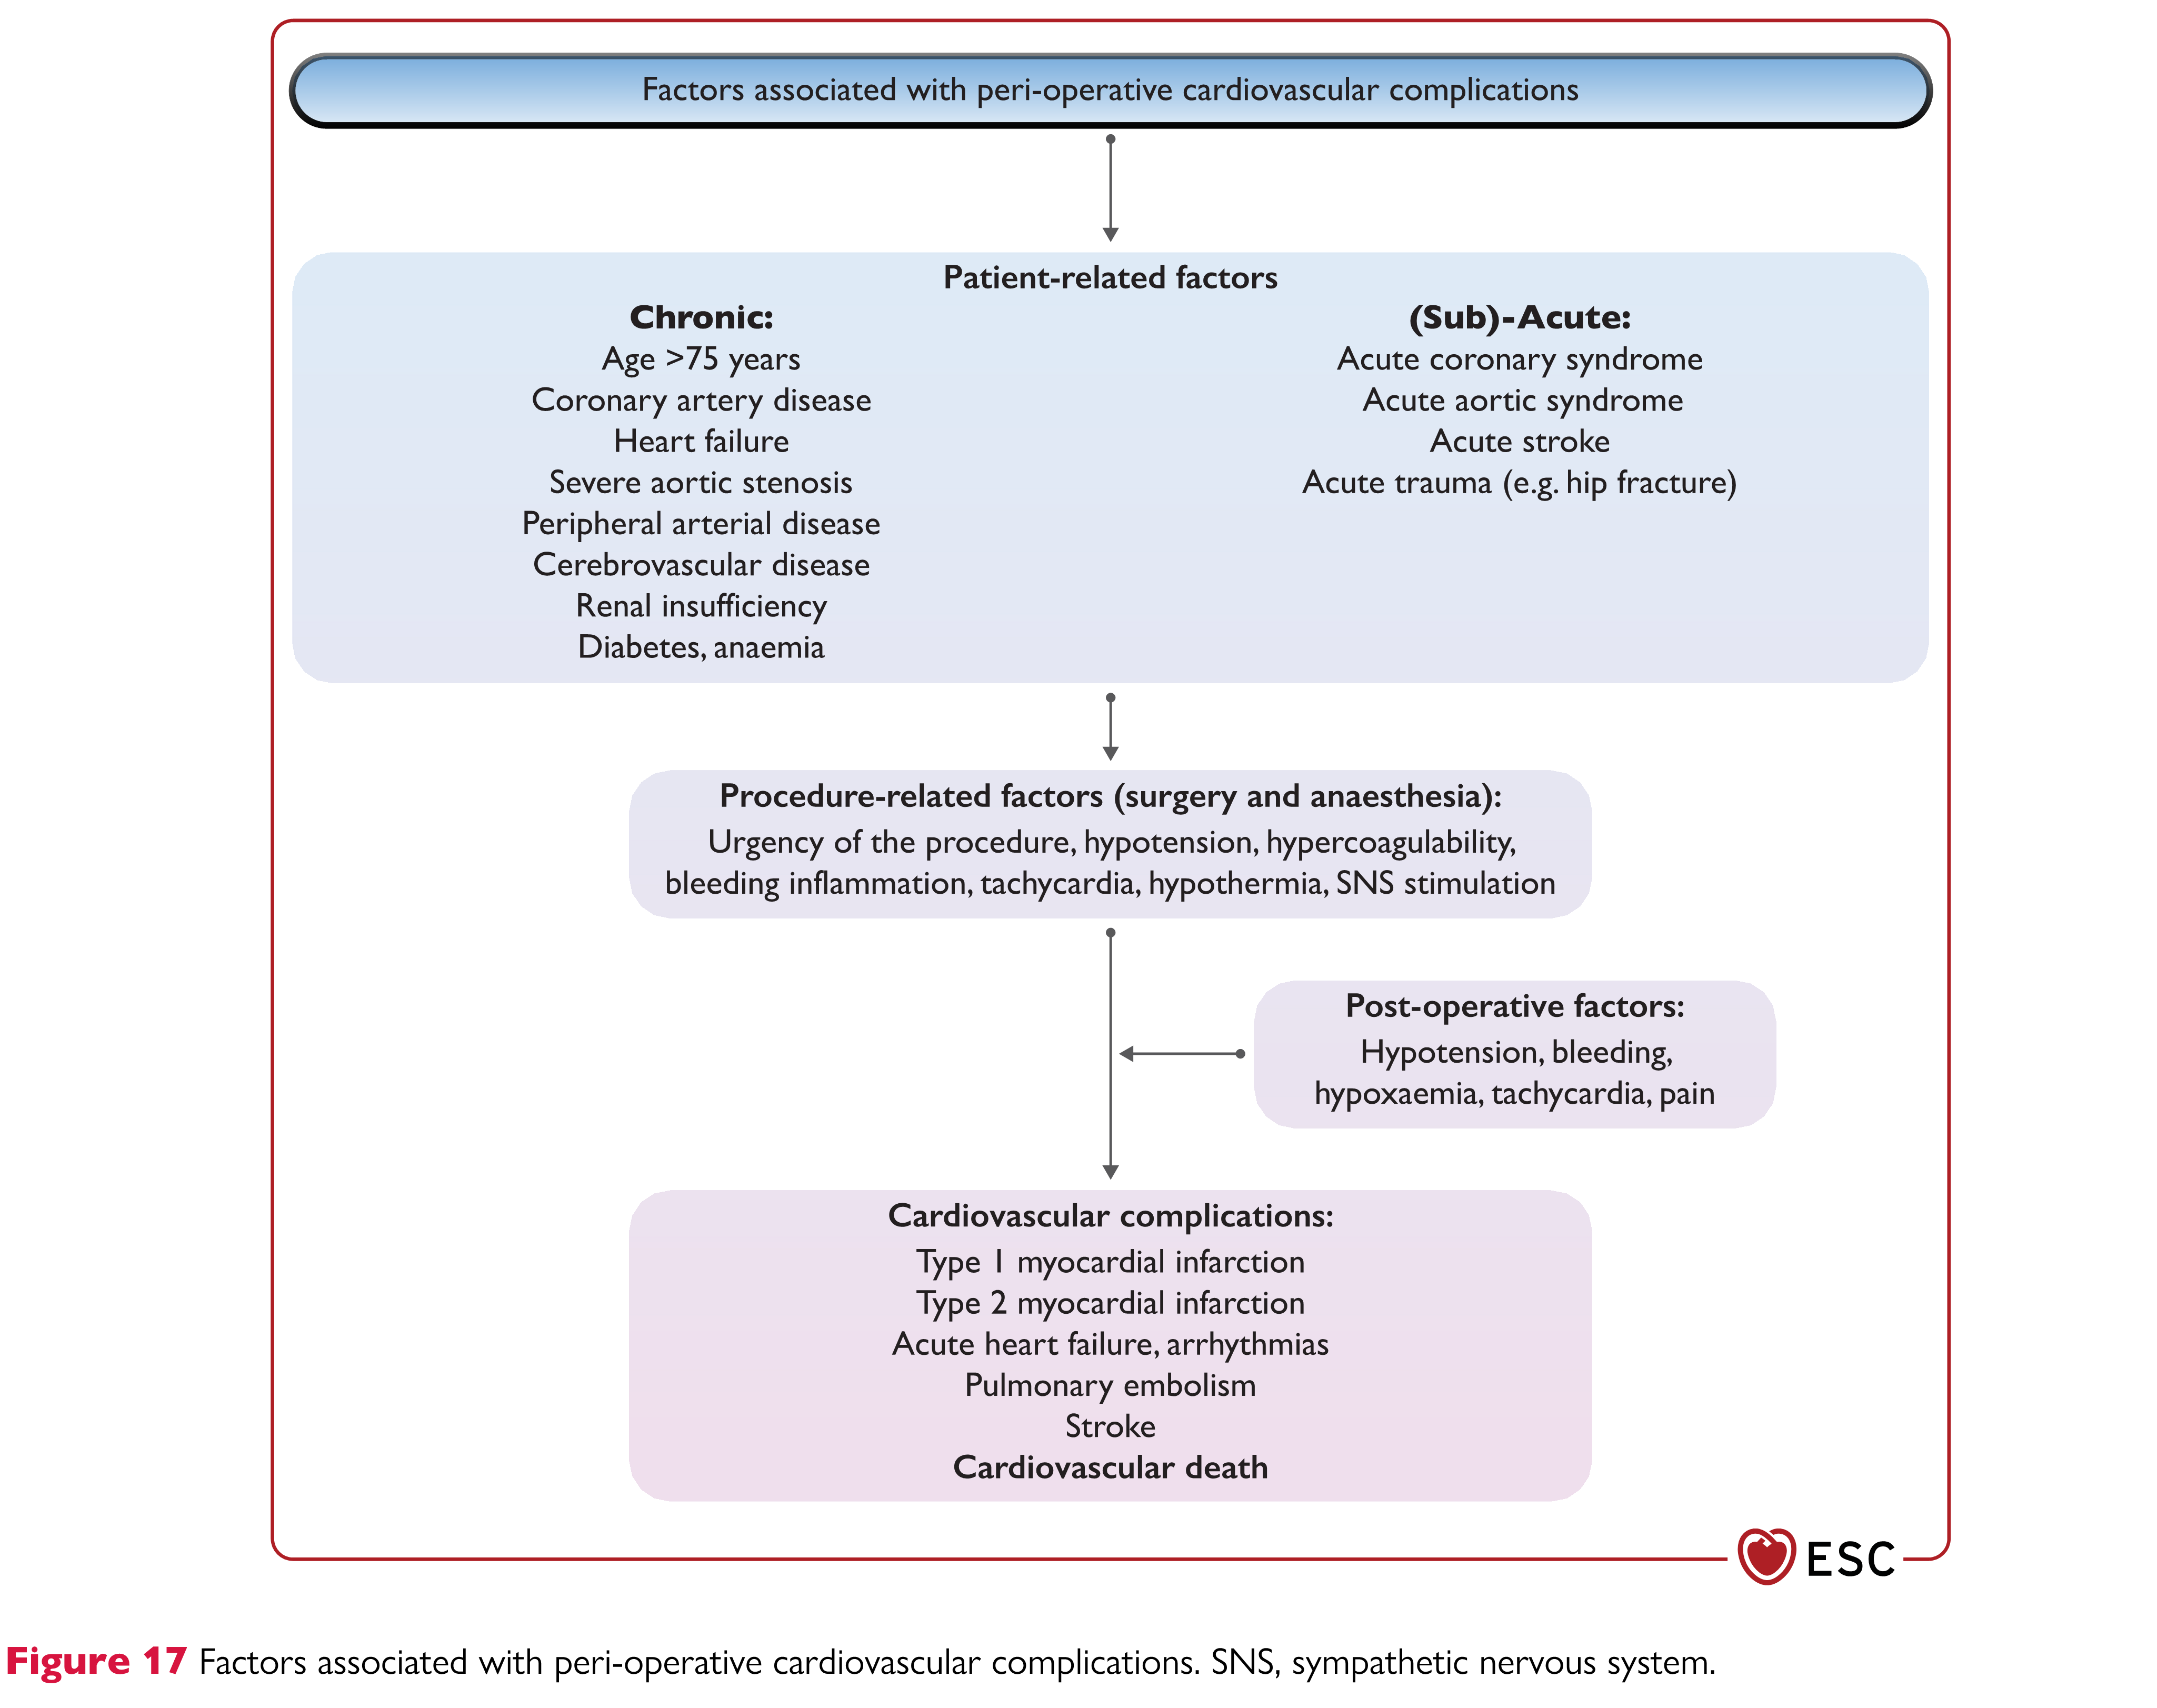 Factors associated with peri-operative cardiovascular complications
Patient-related factors
Chronic:
Age >75 years
Coronary artery disease
Heart failure
Severe aortic stenosis
Peripheral arterial disease
Cerebrovascular disease
Renal insufficiency
Diabetes, anaemia
(Sub)-Acute:
Acute coronary syndrome
Acute aortic syndrome
Acute stroke
Acute trauma (e.g. hip fracture)
Procedure-related factors (surgery and anaesthesia):
Urgency of the procedure, hypotension, hypercoagulability,
bleeding inflammation, tachycardia, hypothermia, SNS stimulation
Post-operative factors:
Hypotension, bleeding,
hypoxaemia, tachycardia, pain
Cardiovascular complications:
Type 1 myocardial infarction
Type 2 myocardial infarction
Acute heart failure, arrhythmias
Pulmonary embolism
Stroke
Cardiovascular death
ESC
Figure 17 Factors associated with peri-operative cardiovascular complications. SNS, sympathetic nervous system.